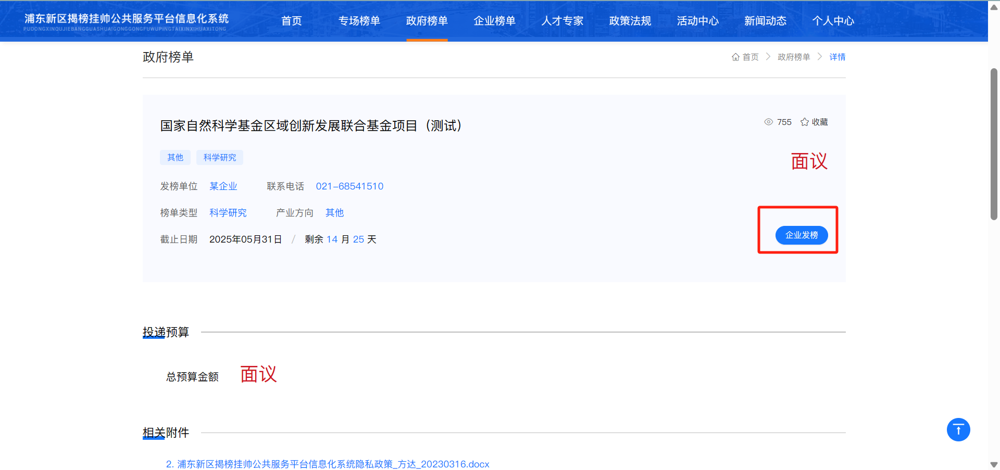 浦东新区揭榜挂帅公共服务平台信息化系统
PUDONGXINQUJIEBANGGUASHUAIGONGGONGFUWUPINGTAIXINXIHUAXITONG
首页 专场榜单 政府榜单 企业榜单 人才专家 政策法规 活动中心 新闻动态 个人中心
政府榜单
首页 > 政府榜单 > 详情
国家自然科学基金区域创新发展联合基金项目（测试）
755 收藏
其他 科学研究
面议
发榜单位 某企业 联系电话 021-68541510
榜单类型 科学研究 产业方向 其他
企业发榜
截止日期 2025年05月31日 / 剩余 14 月 25 天
投递预算
总预算金额 面议
相关附件
2. 浦东新区揭榜挂帅公共服务平台信息化系统隐私政策_方达_20230316.docx